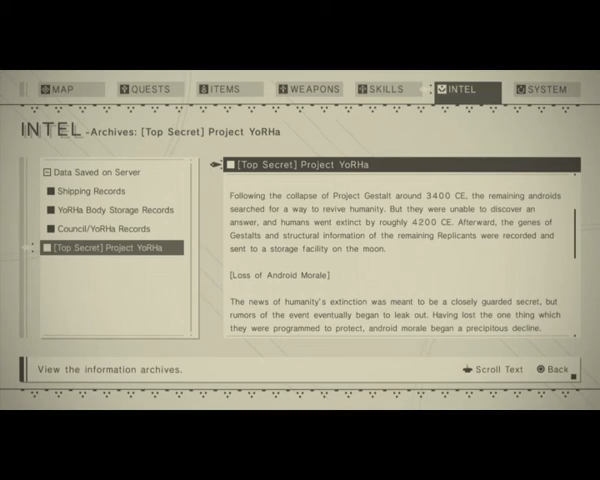 MAP QUESTS ITEMS WEAPONS SKILLS INTEL SYSTEM
INTEL -Archives: [Top Secret] Project YoRHa
Data Saved on Server
Shipping Records
YoRHa Body Storage Records
Council/YoRHa Records
[Top Secret] Project YoRHa
[Top Secret] Project YoRHa
Following the collapse of Project Gestalt around 3400 CE, the remaining androids
searched for a way to revive humanity. But they were unable to discover an
answer, and humans went extinct by roughly 4200 CE. Afterward, the genes of
Gestalts and structural information of the remaining Replicants were recorded and
sent to a storage facility on the moon.
[Loss of Android Morale]
The news of humanity's extinction was meant to be a closely guarded secret, but
rumors of the event eventually began to leak out. Having lost the one thing which
they were programmed to protect, android morale began a precipitous decline.
View the information archives.
Scroll Text Back